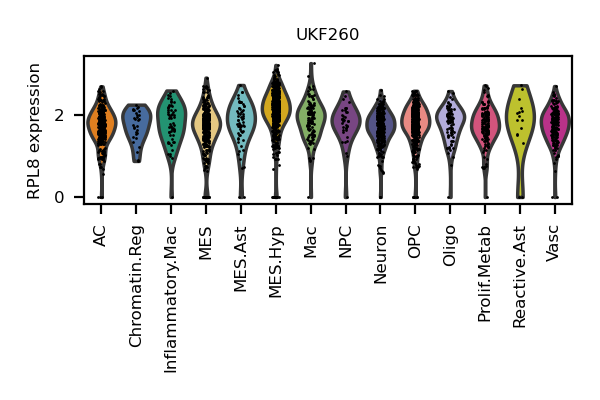 UKF260
RPL8 expression
2
0
AC
Chromatin.Reg
Inflammatory.Mac
MES
MES.Ast
MES.Hyp
Mac
NPC
Neuron
OPC
Oligo
Prolif.Metab
Reactive.Ast
Vasc